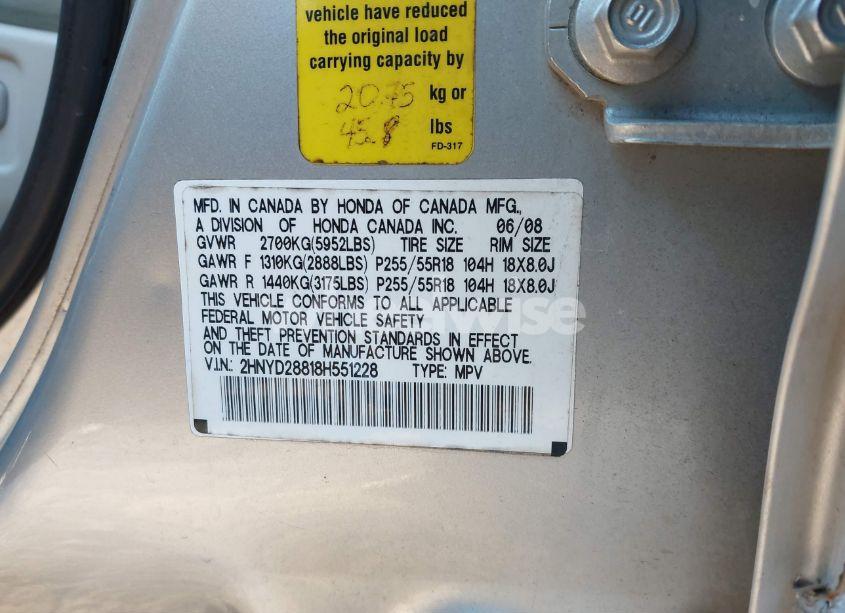 vehicle have reduced
the original load
carrying capacity by
20.75 kg or
45.8 lbs
FD-317
MFD. IN CANADA BY HONDA OF CANADA MFG.,
A DIVISION OF HONDA CANADA INC. 06/08
GVWR 2700KG(5952LBS) TIRE SIZE RIM SIZE
GAWR F 1310KG(2888LBS) P255/55R18 104H 18X8.0J
GAWR R 1440KG(3175LBS) P255/55R18 104H 18X8.0J
THIS VEHICLE CONFORMS TO ALL APPLICABLE
FEDERAL MOTOR VEHICLE SAFETY
AND THEFT PREVENTION STANDARDS IN EFFECT
ON THE DATE OF MANUFACTURE SHOWN ABOVE.
V.I.N.: 2HNYD28818H551228 TYPE: MPV